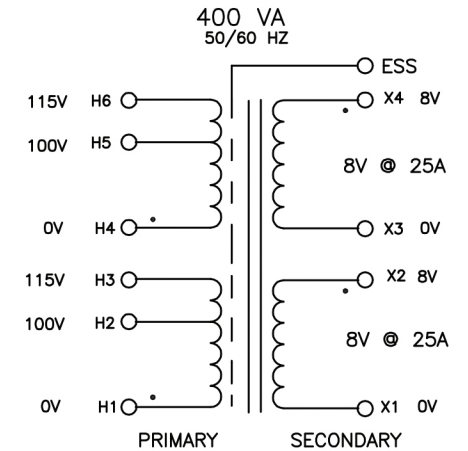 400 VA
50/60 HZ
ESS
115V H6 X4 8V
100V H5
8V @ 25A
0V H4 X3 0V
115V H3 X2 8V
100V H2
8V @ 25A
0V H1 X1 0V
PRIMARY SECONDARY